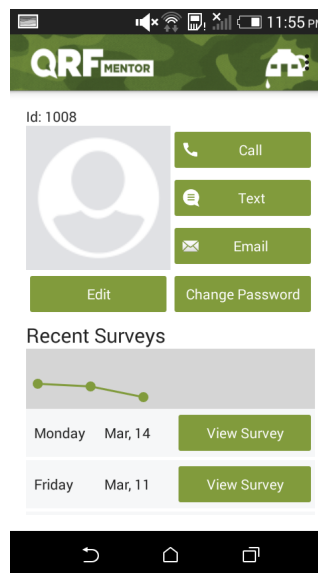 11:55 PM
QRF MENTOR
Id: 1008
Call
Text
Email
Edit
Change Password
Recent Surveys
Monday Mar, 14 View Survey
Friday Mar, 11 View Survey